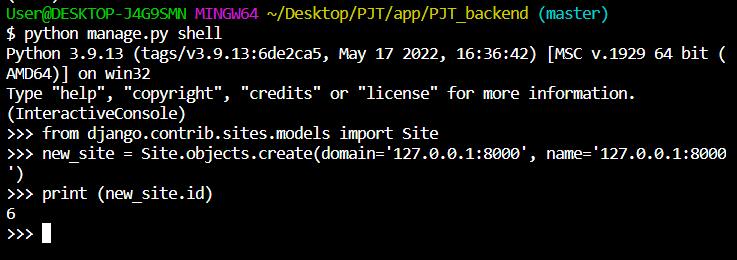 User@DESKTOP-J4G9SMN MINGW64 ~/Desktop/PJT/app/PJT_backend (master)
$ python manage.py shell
Python 3.9.13 (tags/v3.9.13:6de2ca5, May 17 2022, 16:36:42) [MSC v.1929 64 bit (
AMD64)] on win32
Type "help", "copyright", "credits" or "license" for more information.
(InteractiveConsole)
>>> from django.contrib.sites.models import Site
>>> new_site = Site.objects.create(domain='127.0.0.1:8000', name='127.0.0.1:8000
')
>>> print (new_site.id)
6
>>>